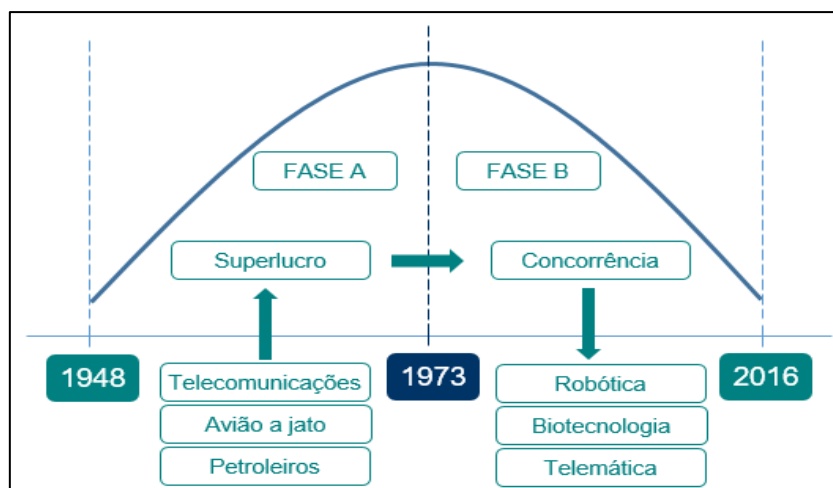 FASE A
FASE B
Superlucro
Concorrência
1948
Telecomunicações
Avião a jato
Petroleiros
1973
Robótica
Biotecnologia
Telemática
2016